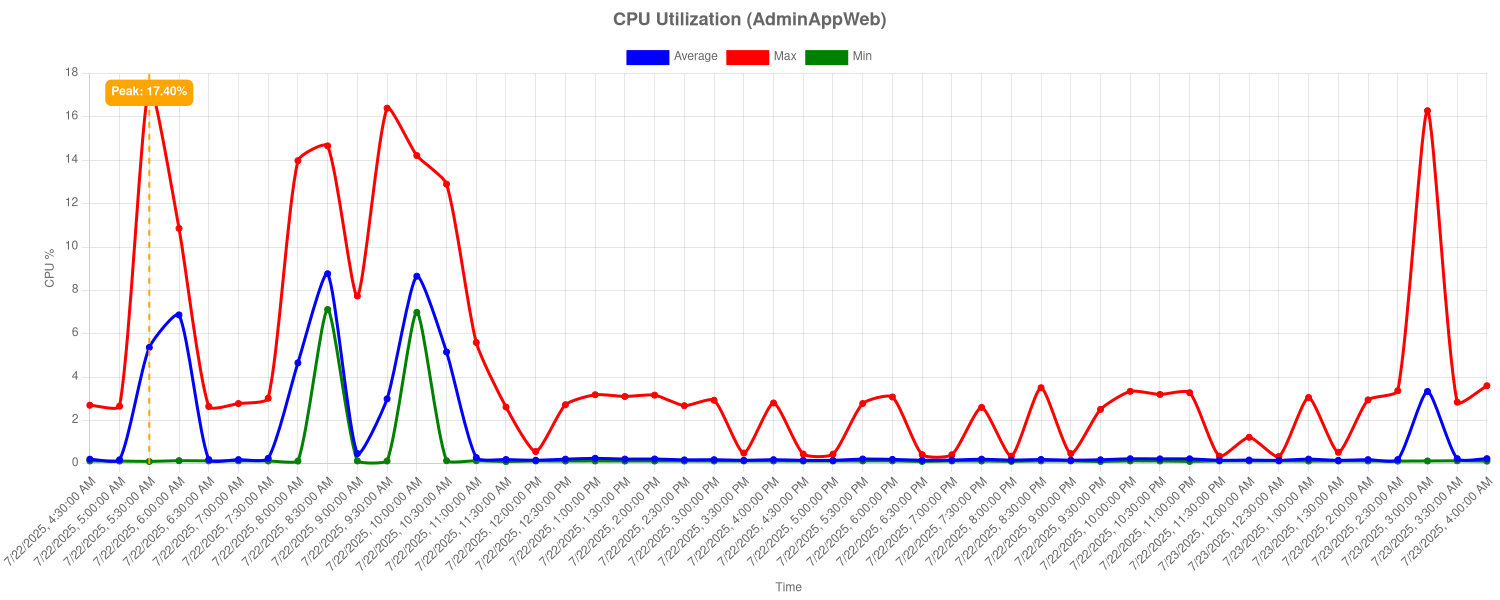 CPU Utilization (AdminAppWeb)
Average Max Min
18
Peak: 17.40%
16
14
12
10
8
6
4
2
0
CPU %
7/22/2025, 4:30:00 AM
7/22/2025, 5:00:00 AM
7/22/2025, 5:30:00 AM
7/22/2025, 6:00:00 AM
7/22/2025, 6:30:00 AM
7/22/2025, 7:00:00 AM
7/22/2025, 7:30:00 AM
7/22/2025, 8:00:00 AM
7/22/2025, 8:30:00 AM
7/22/2025, 9:00:00 AM
7/22/2025, 9:30:00 AM
7/22/2025, 10:00:00 AM
7/22/2025, 10:30:00 AM
7/22/2025, 11:00:00 AM
7/22/2025, 11:30:00 AM
7/22/2025, 12:00:00 PM
7/22/2025, 12:30:00 PM
7/22/2025, 1:00:00 PM
7/22/2025, 1:30:00 PM
7/22/2025, 2:00:00 PM
7/22/2025, 2:30:00 PM
7/22/2025, 3:00:00 PM
7/22/2025, 3:30:00 PM
7/22/2025, 4:00:00 PM
7/22/2025, 4:30:00 PM
7/22/2025, 5:00:00 PM
7/22/2025, 5:30:00 PM
7/22/2025, 6:00:00 PM
7/22/2025, 6:30:00 PM
7/22/2025, 7:00:00 PM
7/22/2025, 7:30:00 PM
7/22/2025, 8:00:00 PM
7/22/2025, 8:30:00 PM
7/22/2025, 9:00:00 PM
7/22/2025, 9:30:00 PM
7/22/2025, 10:00:00 PM
7/22/2025, 10:30:00 PM
7/22/2025, 11:00:00 PM
7/22/2025, 11:30:00 PM
7/23/2025, 12:00:00 AM
7/23/2025, 12:30:00 AM
7/23/2025, 1:00:00 AM
7/23/2025, 1:30:00 AM
7/23/2025, 2:00:00 AM
7/23/2025, 2:30:00 AM
7/23/2025, 3:00:00 AM
7/23/2025, 3:30:00 AM
7/23/2025, 4:00:00 AM
Time